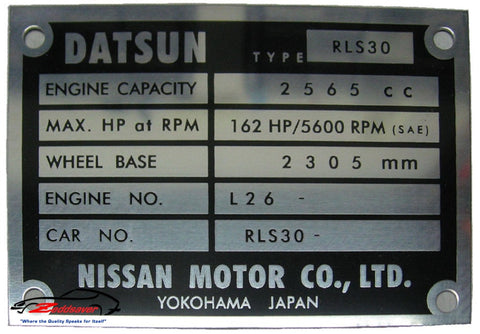 DATSUN TYPE RLS30
ENGINE CAPACITY 2565 cc
MAX. HP at RPM 162 HP/5600 RPM (SAE)
WHEEL BASE 2305 mm
ENGINE NO. L26 -
CAR NO. RLS30-
NISSAN MOTOR CO., LTD.
YOKOHAMA JAPAN
Zeddsaver
"Where the Quality Speaks for Itself"